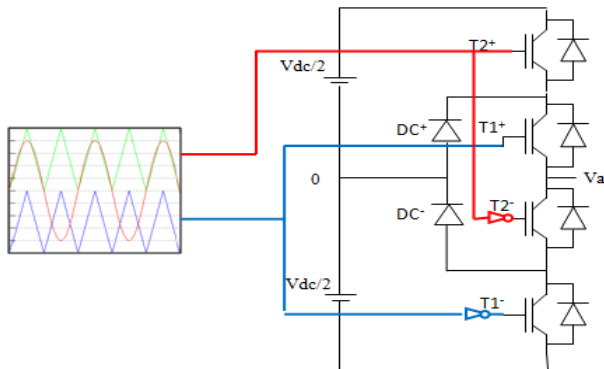 T2+
Vdc/2
DC+
T1+
0
Va
DC-
T2-
Vdc/2
T1-